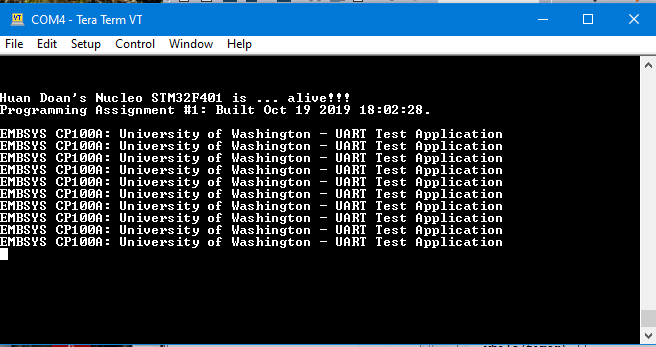 COM4 - Tera Term VT
File Edit Setup Control Window Help
Huan Doan's Nucleo STM32F401 is ... alive!!!
Programming Assignment #1: Built Oct 19 2019 18:02:28.
EMBSYS CP100A: University of Washington - UART Test Application
EMBSYS CP100A: University of Washington - UART Test Application
EMBSYS CP100A: University of Washington - UART Test Application
EMBSYS CP100A: University of Washington - UART Test Application
EMBSYS CP100A: University of Washington - UART Test Application
EMBSYS CP100A: University of Washington - UART Test Application
EMBSYS CP100A: University of Washington - UART Test Application
EMBSYS CP100A: University of Washington - UART Test Application
EMBSYS CP100A: University of Washington - UART Test Application
EMBSYS CP100A: University of Washington - UART Test Application